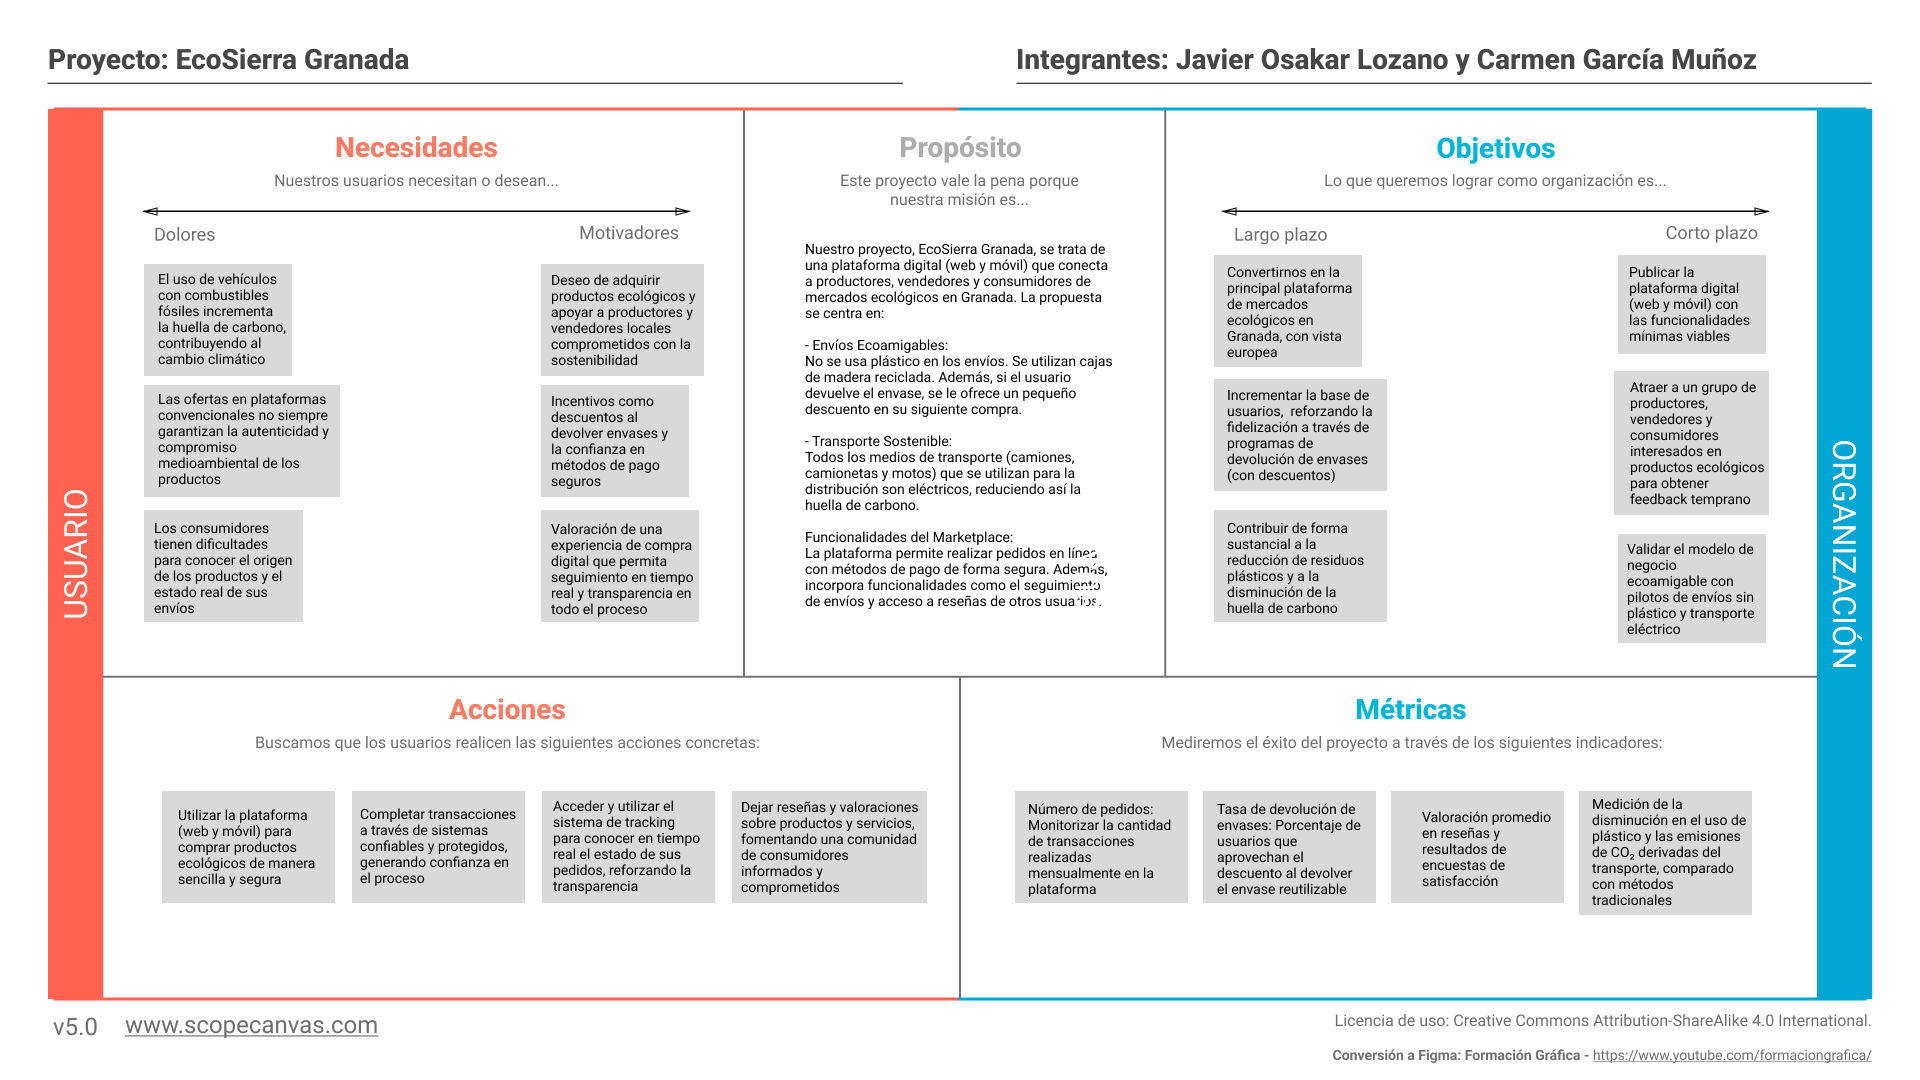 Proyecto: EcoSierra Granada
Integrantes: Javier Osakar Lozano y Carmen García Muñoz
USUARIO
Necesidades
Nuestros usuarios necesitan o desean...
Dolores
Motivadores
El uso de vehículos
con combustibles
fósiles incrementa
la huella de carbono,
contribuyendo al
cambio climático
Las ofertas en plataformas
convencionales no siempre
garantizan la autenticidad y
compromiso
medioambiental de los
productos
Los consumidores
tienen dificultades
para conocer el origen
de los productos y el
estado real de sus
envíos
Deseo de adquirir
productos ecológicos y
apoyar a productores y
vendedores locales
comprometidos con la
sostenibilidad
Incentivos como
descuentos al
devolver envases y
la confianza en
métodos de pago
seguros
Valoración de una
experiencia de compra
digital que permita
seguimiento en tiempo
real y transparencia en
todo el proceso
Propósito
Este proyecto vale la pena porque
nuestra misión es...
Nuestro proyecto, EcoSierra Granada, se trata de
una plataforma digital (web y móvil) que conecta
a productores, vendedores y consumidores de
mercados ecológicos en Granada. La propuesta
se centra en:
- Envíos Ecoamigables:
No se usa plástico en los envíos. Se utilizan cajas
de madera reciclada. Además, si el usuario
devuelve el envase, se le ofrece un pequeño
descuento en su siguiente compra.
- Transporte Sostenible:
Todos los medios de transporte (camiones,
camionetas y motos) que se utilizan para la
distribución son eléctricos, reduciendo así la
huella de carbono.
Funcionalidades del Marketplace:
La plataforma permite realizar pedidos en línea
con métodos de pago de forma segura. Además,
incorpora funcionalidades como el seguimiento
de envíos y acceso a reseñas de otros usuarios.
Objetivos
Lo que queremos lograr como organización es...
Largo plazo
Corto plazo
Convertirnos en la
principal plataforma
de mercados
ecológicos en
Granada, con vista
europea
Incrementar la base de
usuarios,  reforzando la
fidelización a través de
programas de
devolución de envases
(con descuentos)
Contribuir de forma
sustancial a la
reducción de residuos
plásticos y a la
disminución de la
huella de carbono
Publicar la
plataforma digital
(web y móvil) con
las funcionalidades
mínimas viables
Atraer a un grupo de
productores,
vendedores y
consumidores
interesados en
productos ecológicos
para obtener
feedback temprano
Validar el modelo de
negocio
ecoamigable con
pilotos de envíos sin
plástico y transporte
eléctrico
ORGANIZACIÓN
Acciones
Buscamos que los usuarios realicen las siguientes acciones concretas:
Utilizar la plataforma
(web y móvil) para
comprar productos
ecológicos de manera
sencilla y segura
Completar transacciones
a través de sistemas
confiables y protegidos,
generando confianza en
el proceso
Acceder y utilizar el
sistema de tracking
para conocer en tiempo
real el estado de sus
pedidos, reforzando la
transparencia
Dejar reseñas y valoraciones
sobre productos y servicios,
fomentando una comunidad
de consumidores
informados y
comprometidos
Métricas
Mediremos el éxito del proyecto a través de los siguientes indicadores:
Número de pedidos:
Monitorizar la cantidad
de transacciones
realizadas
mensualmente en la
plataforma
Tasa de devolución de
envases: Porcentaje de
usuarios que
aprovechan el
descuento al devolver
el envase reutilizable
Valoración promedio
en reseñas y
resultados de
encuestas de
satisfacción
Medición de la
disminución en el uso de
plástico y las emisiones
de CO₂ derivadas del
transporte, comparado
con métodos
tradicionales
v5.0
www.scopecanvas.com
Licencia de uso: Creative Commons Attribution-ShareAlike 4.0 International.
Conversión a Figma: Formación Gráfica - https://www.youtube.com/formaciongrafica/